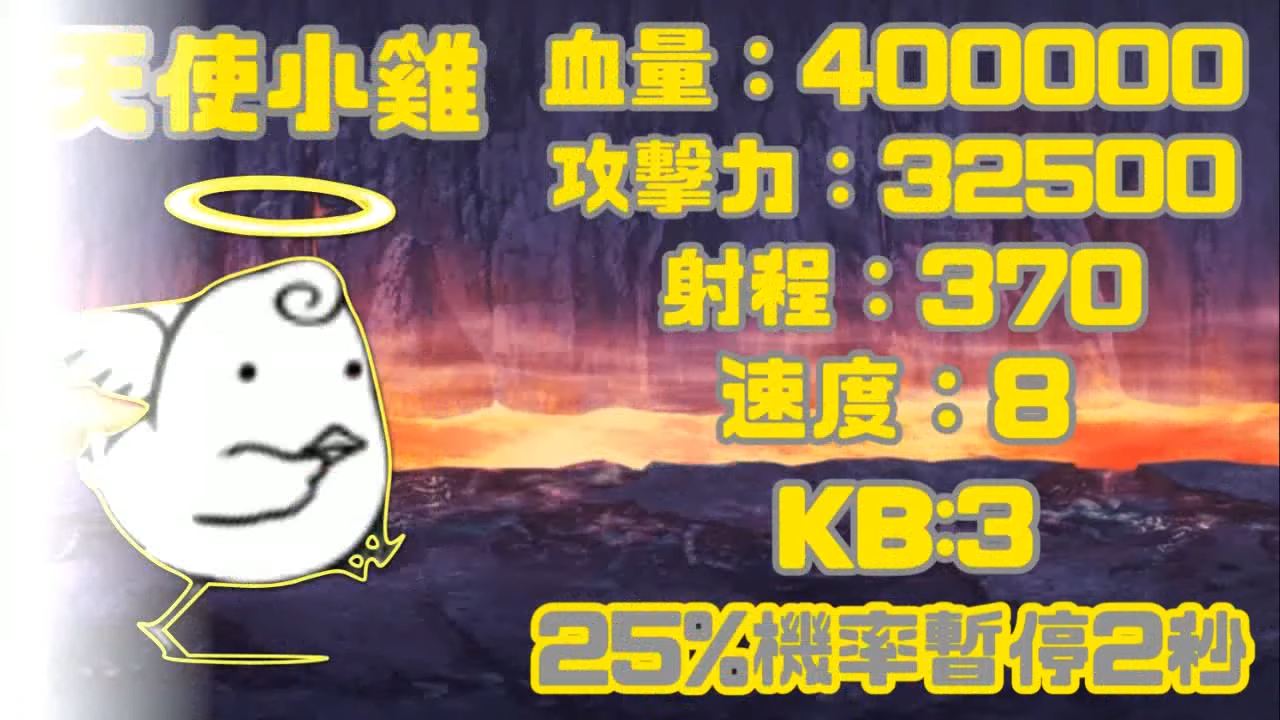 天使小雞
血量：400000
攻擊力：32500
射程：370
速度：8
KB:3
25%機率暫停2秒